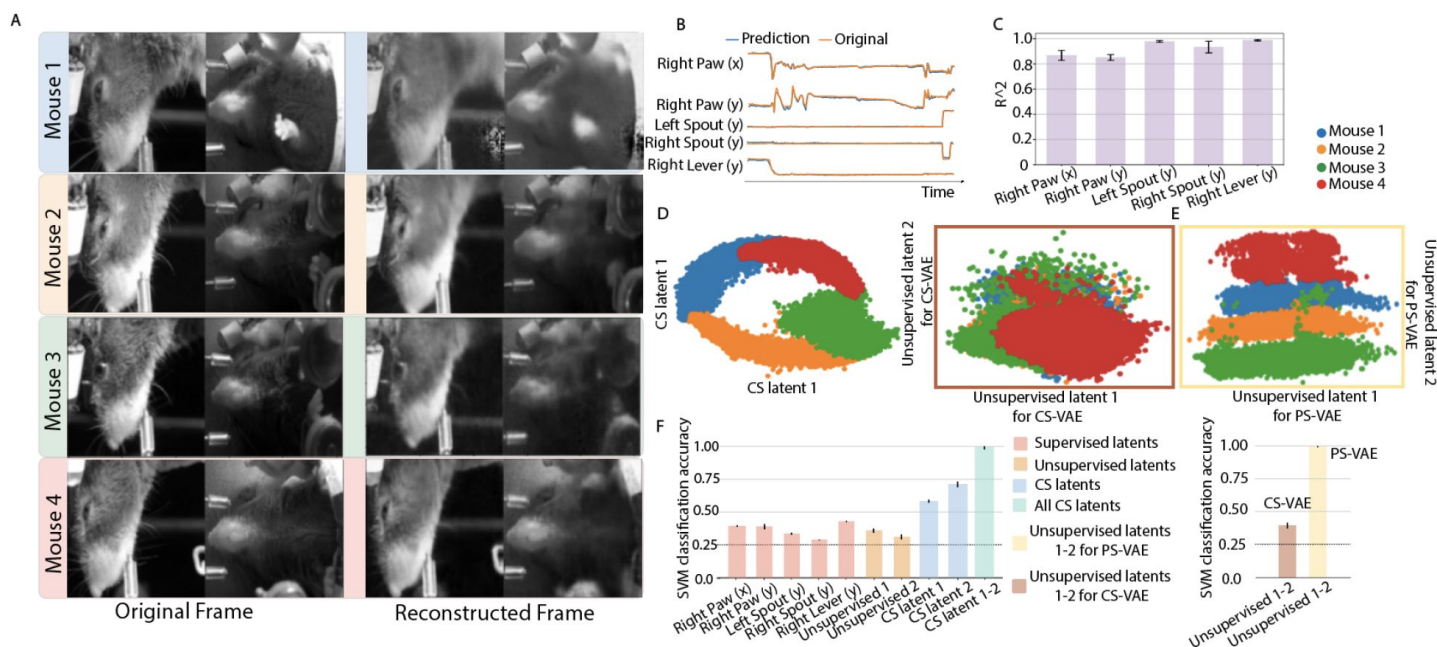 A
Mouse 1
Mouse 2
Mouse 3
Mouse 4
Original Frame
Reconstructed Frame
B
Prediction
Original
Right Paw (x)
Right Paw (y)
Left Spout (y)
Right Spout (y)
Right Lever (y)
Time
C
R^2
1.0
0.8
0.6
0.4
0.2
0
Right Paw (x)
Right Paw (y)
Left Spout (y)
Right Spout (y)
Right Lever (y)
Mouse 1
Mouse 2
Mouse 3
Mouse 4
D
CS latent 1
CS latent 1
Unsupervised latent 2
for CS-VAE
Unsupervised latent 1
for CS-VAE
E
Unsupervised latent 2
for PS-VAE
Unsupervised latent 1
for PS-VAE
F
SVM classification accuracy
1.00
0.75
0.50
0.25
0.0
Right Paw (x)
Right Paw (y)
Left Spout (y)
Right Spout (y)
Right Lever (y)
Unsupervised 1
Unsupervised 2
CS latent 1
CS latent 2
CS latent 1-2
Supervised latents
Unsupervised latents
CS latents
All CS latents
Unsupervised latents
1-2 for PS-VAE
Unsupervised latents
1-2 for CS-VAE
SVM classification accuracy
1.00
0.75
0.50
0.25
0.0
CS-VAE
PS-VAE
Unsupervised 1-2
Unsupervised 1-2